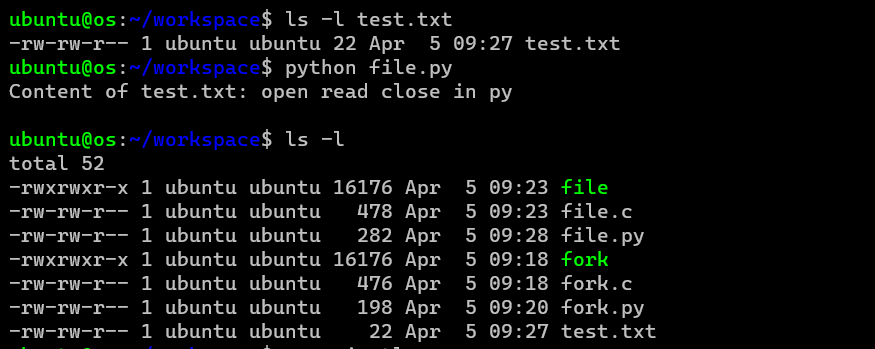 ubuntu@os:~/workspace$ ls -l test.txt
-rw-rw-r-- 1 ubuntu ubuntu 22 Apr  5 09:27 test.txt
ubuntu@os:~/workspace$ python file.py
Content of test.txt: open read close in py

ubuntu@os:~/workspace$ ls -l
total 52
-rwxrwxr-x 1 ubuntu ubuntu 16176 Apr  5 09:23 file
-rw-rw-r-- 1 ubuntu ubuntu   478 Apr  5 09:23 file.c
-rw-rw-r-- 1 ubuntu ubuntu   282 Apr  5 09:28 file.py
-rwxrwxr-x 1 ubuntu ubuntu 16176 Apr  5 09:18 fork
-rw-rw-r-- 1 ubuntu ubuntu   476 Apr  5 09:18 fork.c
-rw-rw-r-- 1 ubuntu ubuntu   198 Apr  5 09:20 fork.py
-rw-rw-r-- 1 ubuntu ubuntu    22 Apr  5 09:27 test.txt